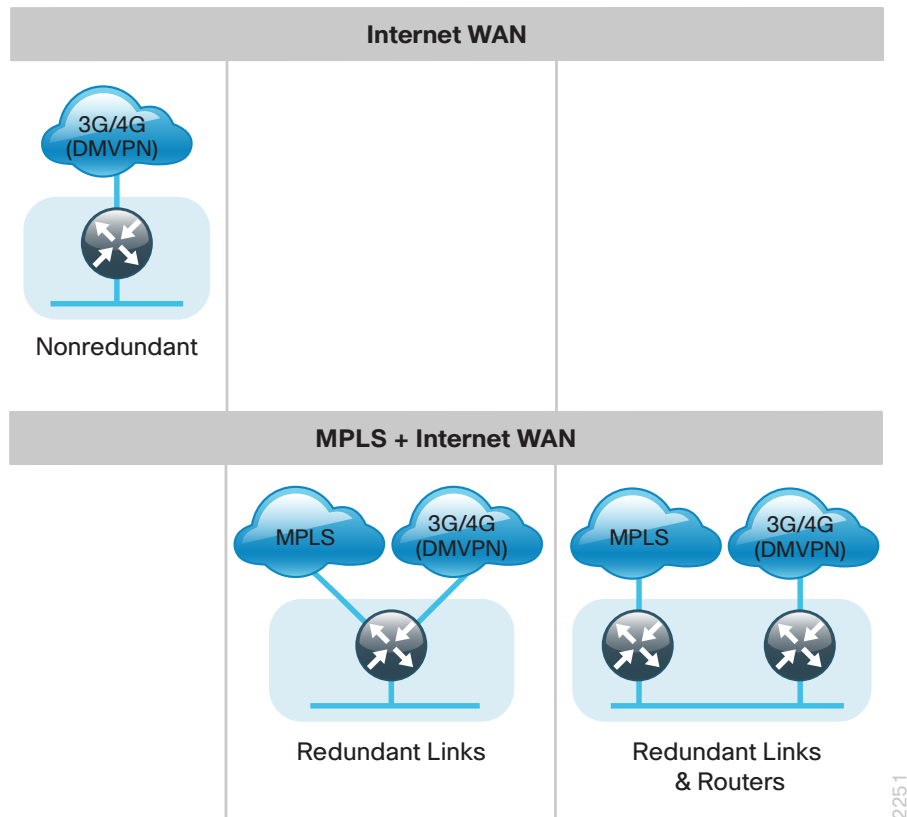 Internet WAN
3G/4G
(DMVPN)
Nonredundant
MPLS + Internet WAN
MPLS
3G/4G
(DMVPN)
Redundant Links
MPLS
3G/4G
(DMVPN)
Redundant Links
& Routers
2251